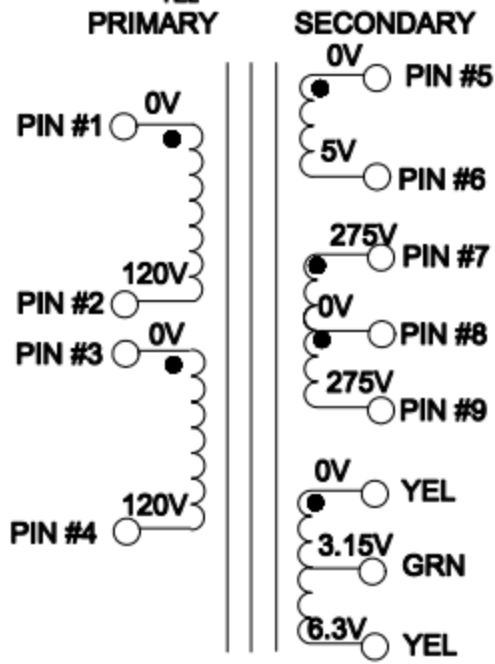 PRIMARY
SECONDARY
PIN #1
0V
120V
PIN #2
PIN #3
0V
120V
PIN #4
0V
PIN #5
5V
PIN #6
275V
PIN #7
0V
PIN #8
275V
PIN #9
0V
YEL
3.15V
GRN
6.3V
YEL